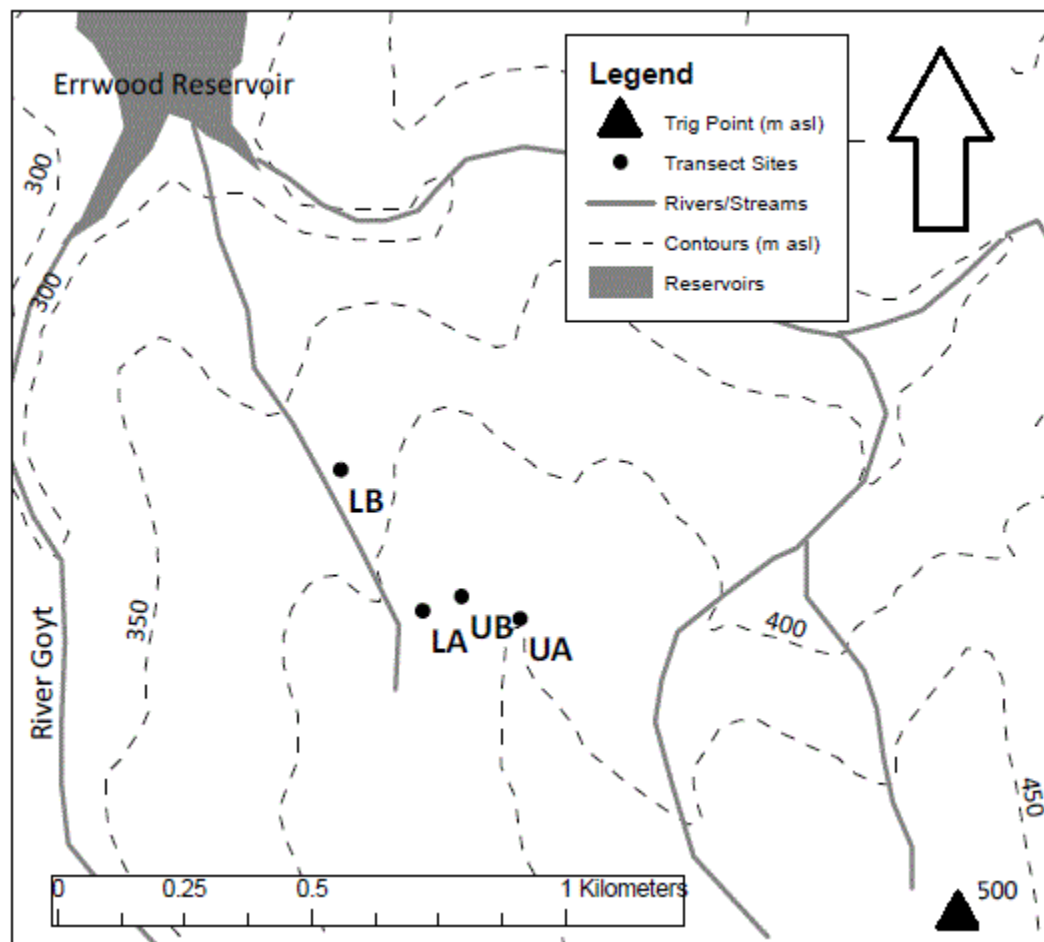 Errwood Reservoir
Legend
Trig Point (m asl)
Transect Sites
Rivers/Streams
Contours (m asl)
Reservoirs
300
300
LB
350
LA
UB
UA
400
River Goyt
450
500
0 0.25 0.5 1 Kilometers